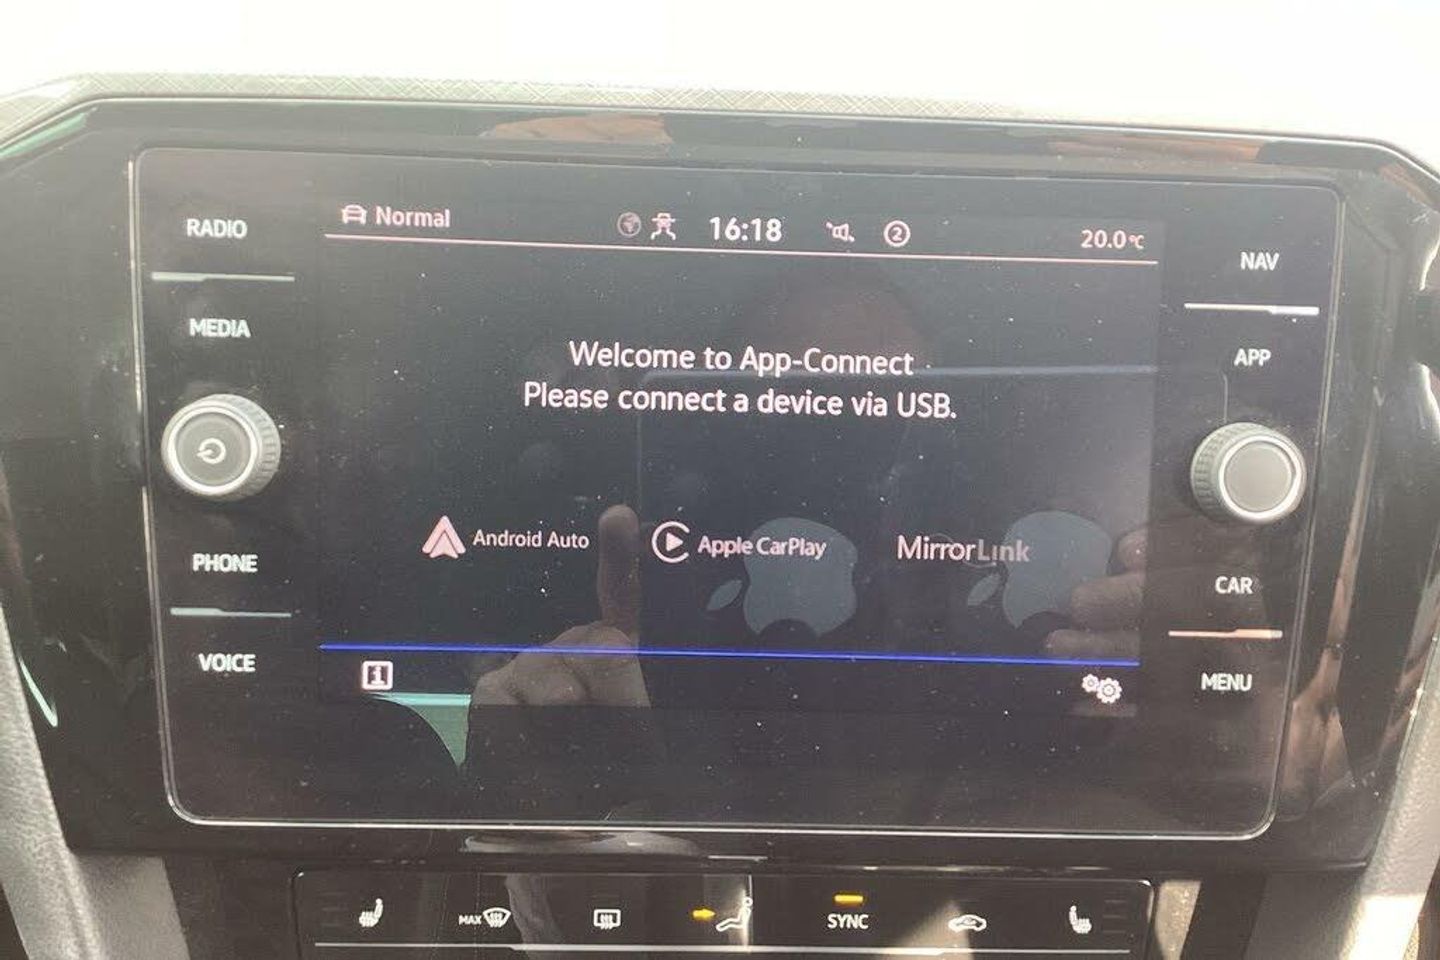 RADIO
MEDIA
PHONE
VOICE
Normal
16:18
2
20.0°C
Welcome to App-Connect
Please connect a device via USB.
Android Auto
Apple CarPlay
MirrorLink
i
NAV
APP
CAR
MENU
MAX
SYNC